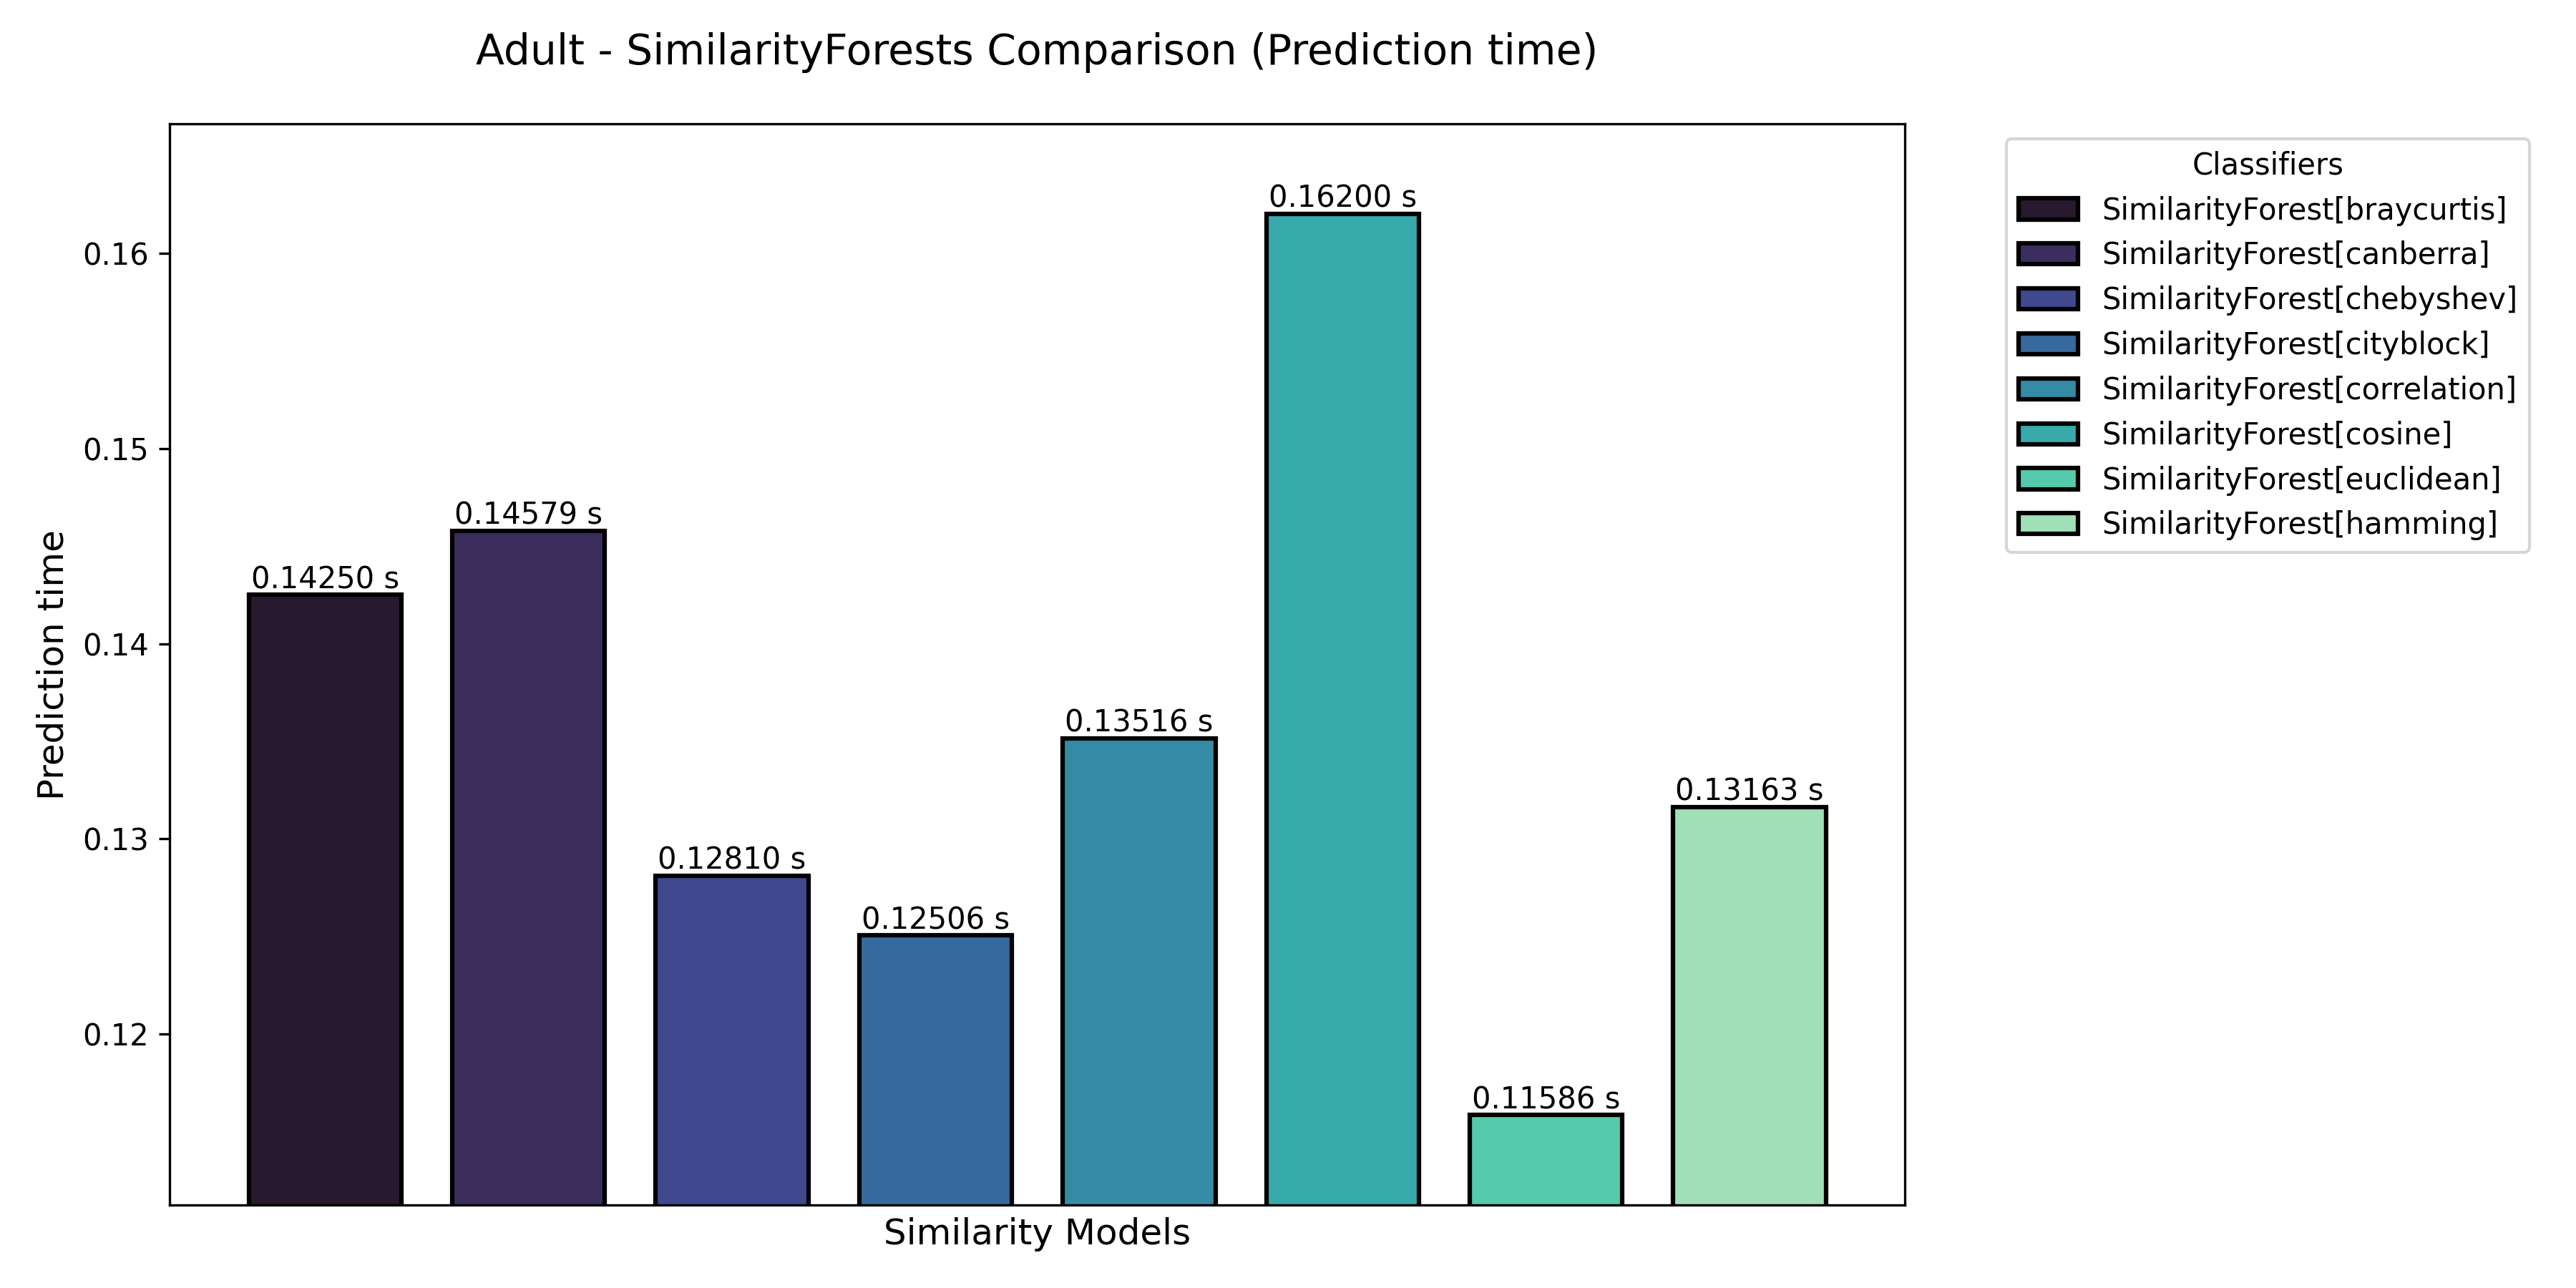 Adult - SimilarityForests Comparison (Prediction time)
Prediction time
0.16
0.15
0.14
0.13
0.12
0.14250 s
0.14579 s
0.12810 s
0.12506 s
0.13516 s
0.16200 s
0.11586 s
0.13163 s
Similarity Models
Classifiers
SimilarityForest[braycurtis]
SimilarityForest[canberra]
SimilarityForest[chebyshev]
SimilarityForest[cityblock]
SimilarityForest[correlation]
SimilarityForest[cosine]
SimilarityForest[euclidean]
SimilarityForest[hamming]